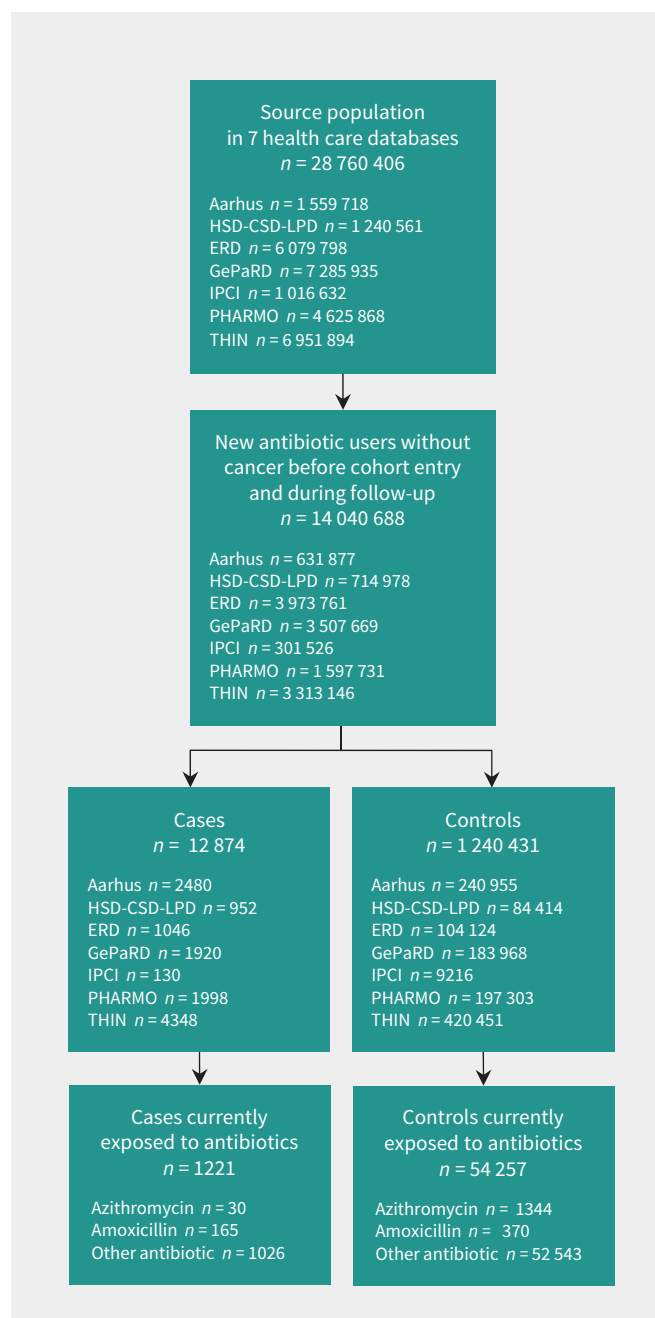 Source population
in 7 health care databases
n = 28 760 406
Aarhus n = 1 559 718
HSD-CSD-LPD n = 1 240 561
ERD n = 6 079 798
GePaRD n = 7 285 935
IPCI n = 1 016 632
PHARMO n = 4 625 868
THIN n = 6 951 894
New antibiotic users without
cancer before cohort entry
and during follow-up
n = 14 040 688
Aarhus n = 631 877
HSD-CSD-LPD n = 714 978
ERD n = 3 973 761
GePaRD n = 3 507 669
IPCI n = 301 526
PHARMO n = 1 597 731
THIN n = 3 313 146
Cases
n = 12 874
Aarhus n = 2480
HSD-CSD-LPD n = 952
ERD n = 1046
GePaRD n = 1920
IPCI n = 130
PHARMO n = 1998
THIN n = 4348
Controls
n = 1 240 431
Aarhus n = 240 955
HSD-CSD-LPD n = 84 414
ERD n = 104 124
GePaRD n = 183 968
IPCI n = 9216
PHARMO n = 197 303
THIN n = 420 451
Cases currently
exposed to antibiotics
n = 1221
Azithromycin n = 30
Amoxicillin n = 165
Other antibiotic n = 1026
Controls currently
exposed to antibiotics
n = 54 257
Azithromycin n = 1344
Amoxicillin n = 370
Other antibiotic n = 52 543